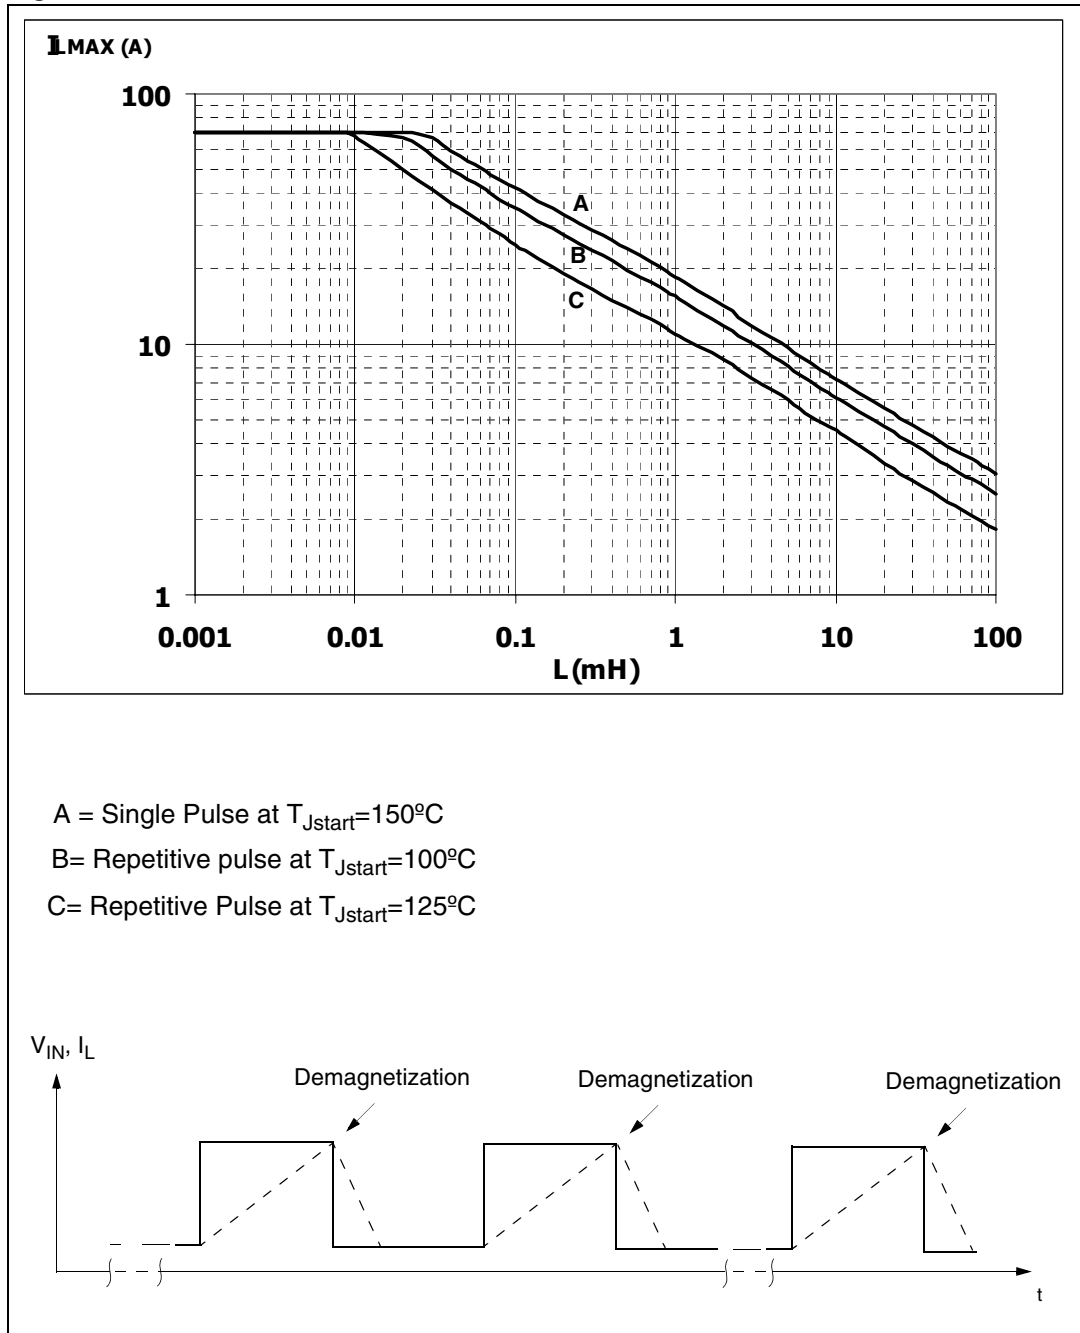 ILMAX (A)
100
10
1
A
B
C
0.001 0.01 0.1 1 10 100
L(mH)
A = Single Pulse at TJstart=150ºC
B= Repetitive pulse at TJstart=100ºC
C= Repetitive Pulse at TJstart=125ºC
VIN, IL
Demagnetization Demagnetization Demagnetization
t